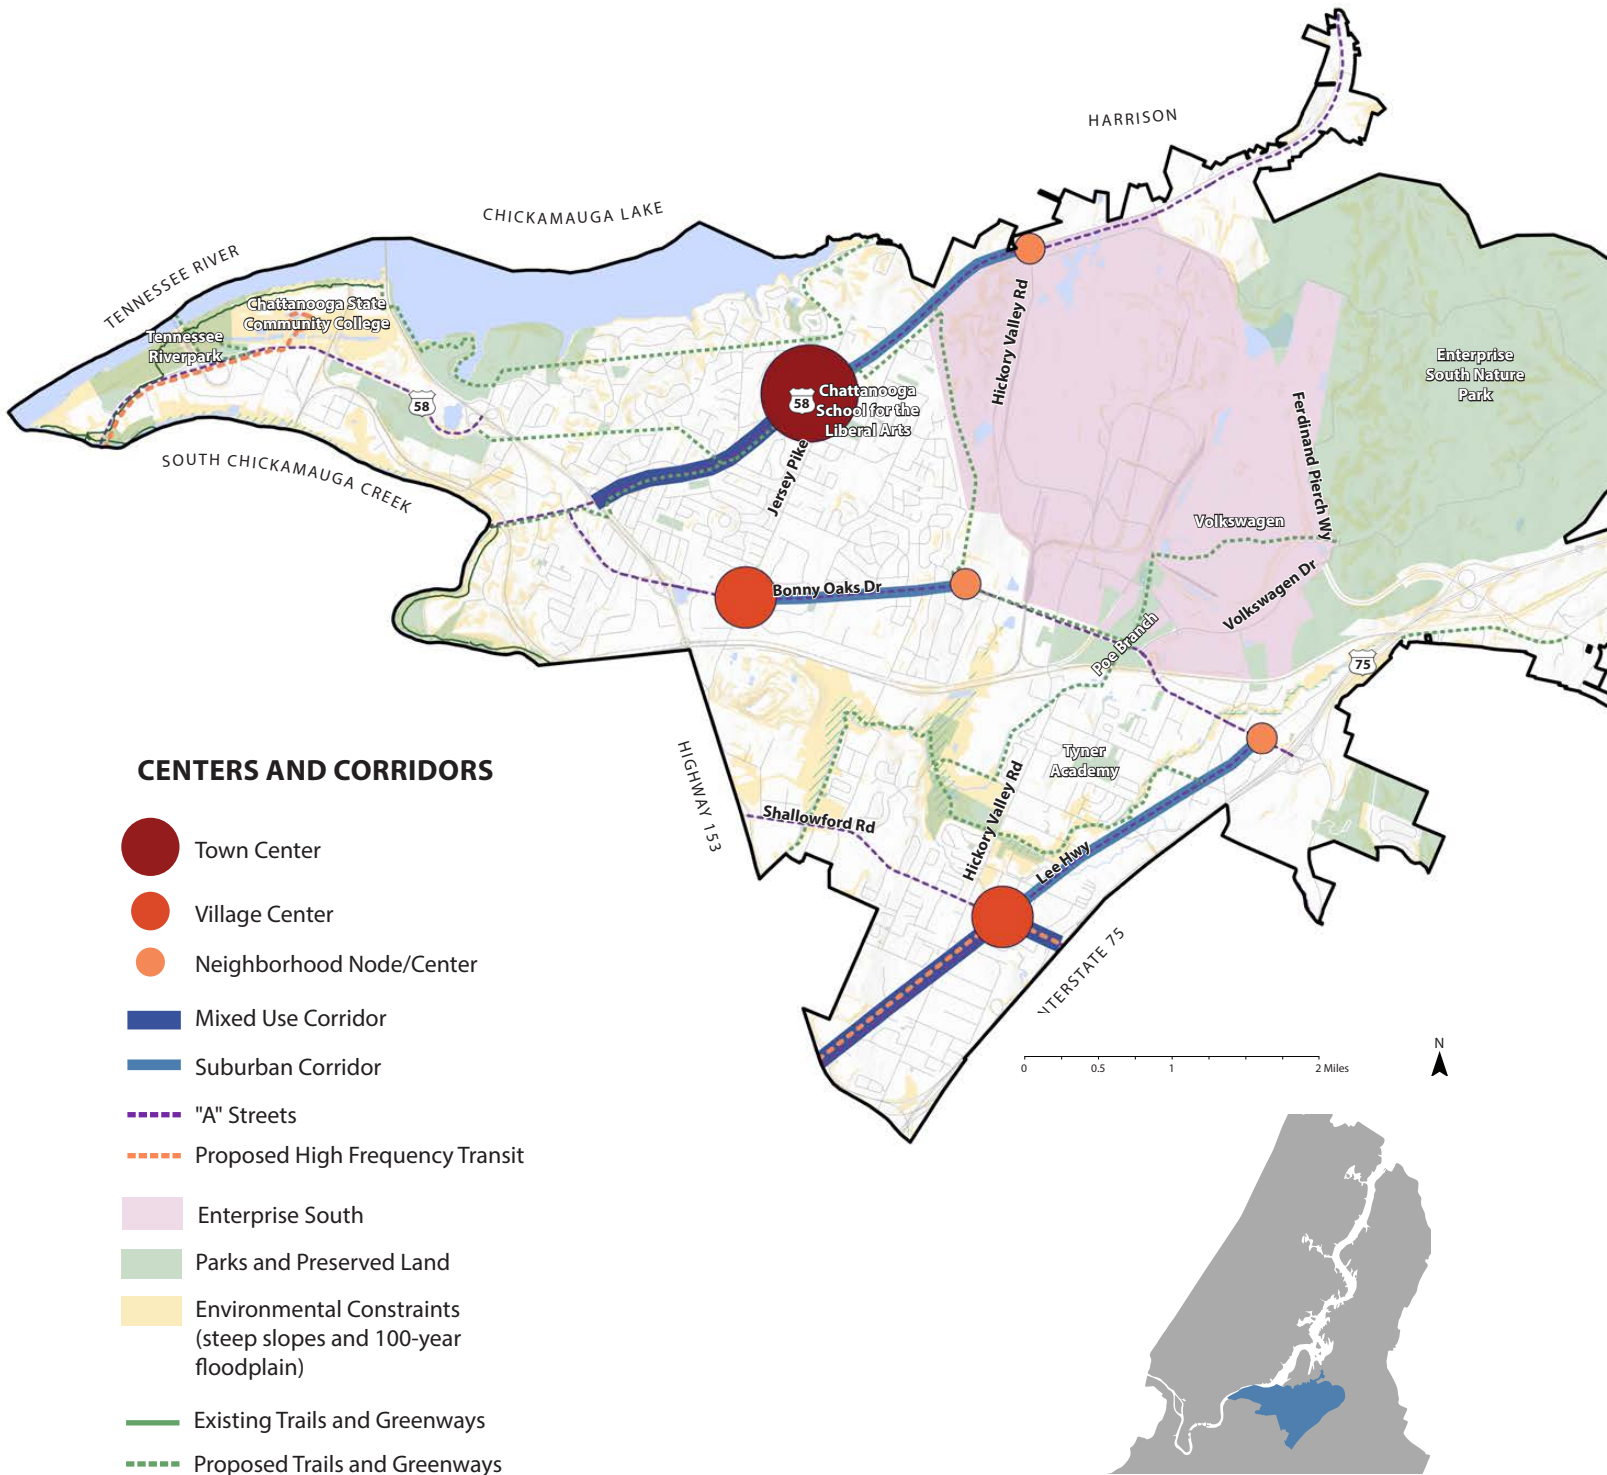 HARRISON
CHICKAMAUGA LAKE
TENNESSEE RIVER
Chattanooga State
Community College
Tennessee
Riverpark
58
SOUTH CHICKAMAUGA CREEK
Hickory Valley Rd
Enterprise
South Nature
Park
58
Chattanooga
School for the
Liberal Arts
Jersey Pike
Ferdinand Pierch Wy
Volkswagen
Bonny Oaks Dr
Volkswagen Dr
Poe Branch
75
Tyner
Academy
HIGHWAY 153
Shallowford Rd
Hickory Valley Rd
Lee Hwy
NTERSTATE 75
0
0.5
1
2 Miles
N
CENTERS AND CORRIDORS
Town Center
Village Center
Neighborhood Node/Center
Mixed Use Corridor
Suburban Corridor
"A" Streets
Proposed High Frequency Transit
Enterprise South
Parks and Preserved Land
Environmental Constraints
(steep slopes and 100-year
floodplain)
Existing Trails and Greenways
Proposed Trails and Greenways